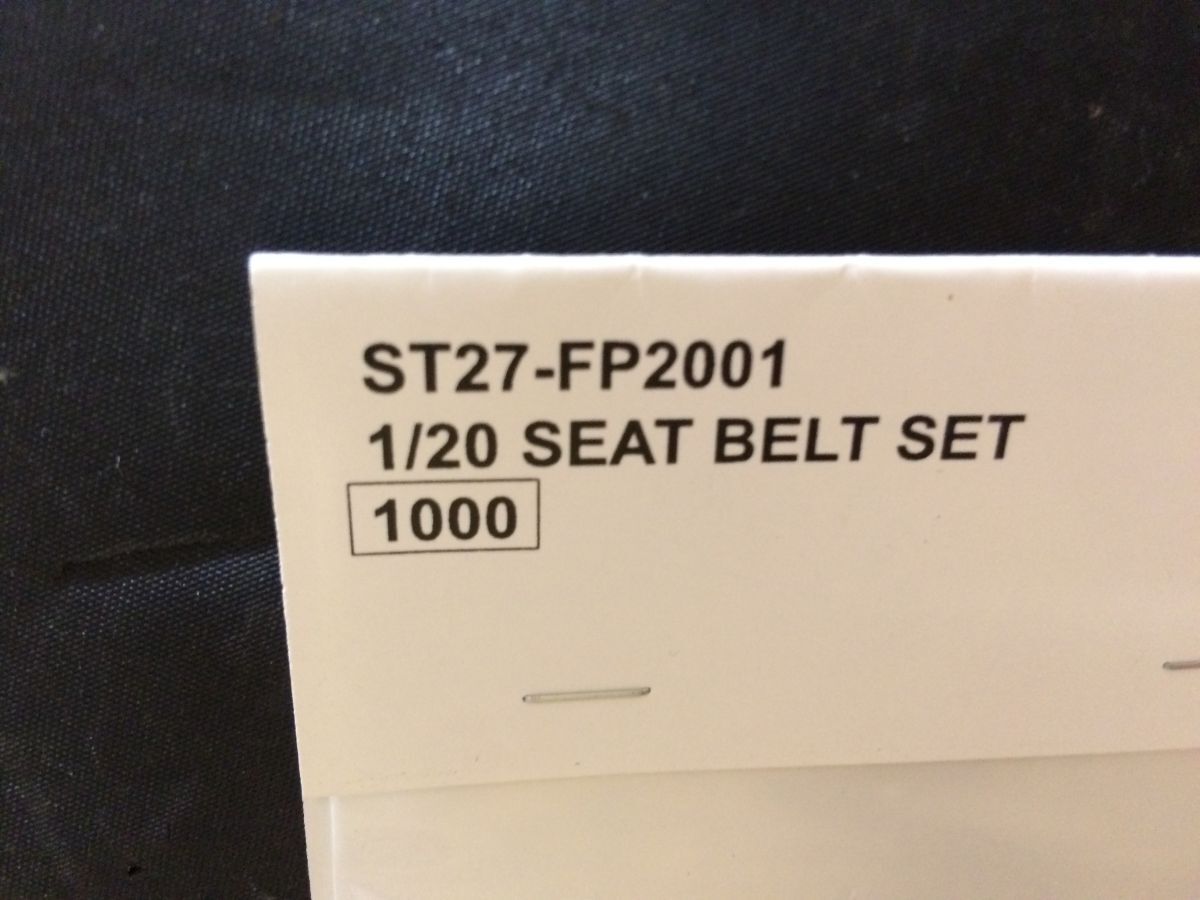 ST27-FP2001
1/20 SEAT BELT SET
1000